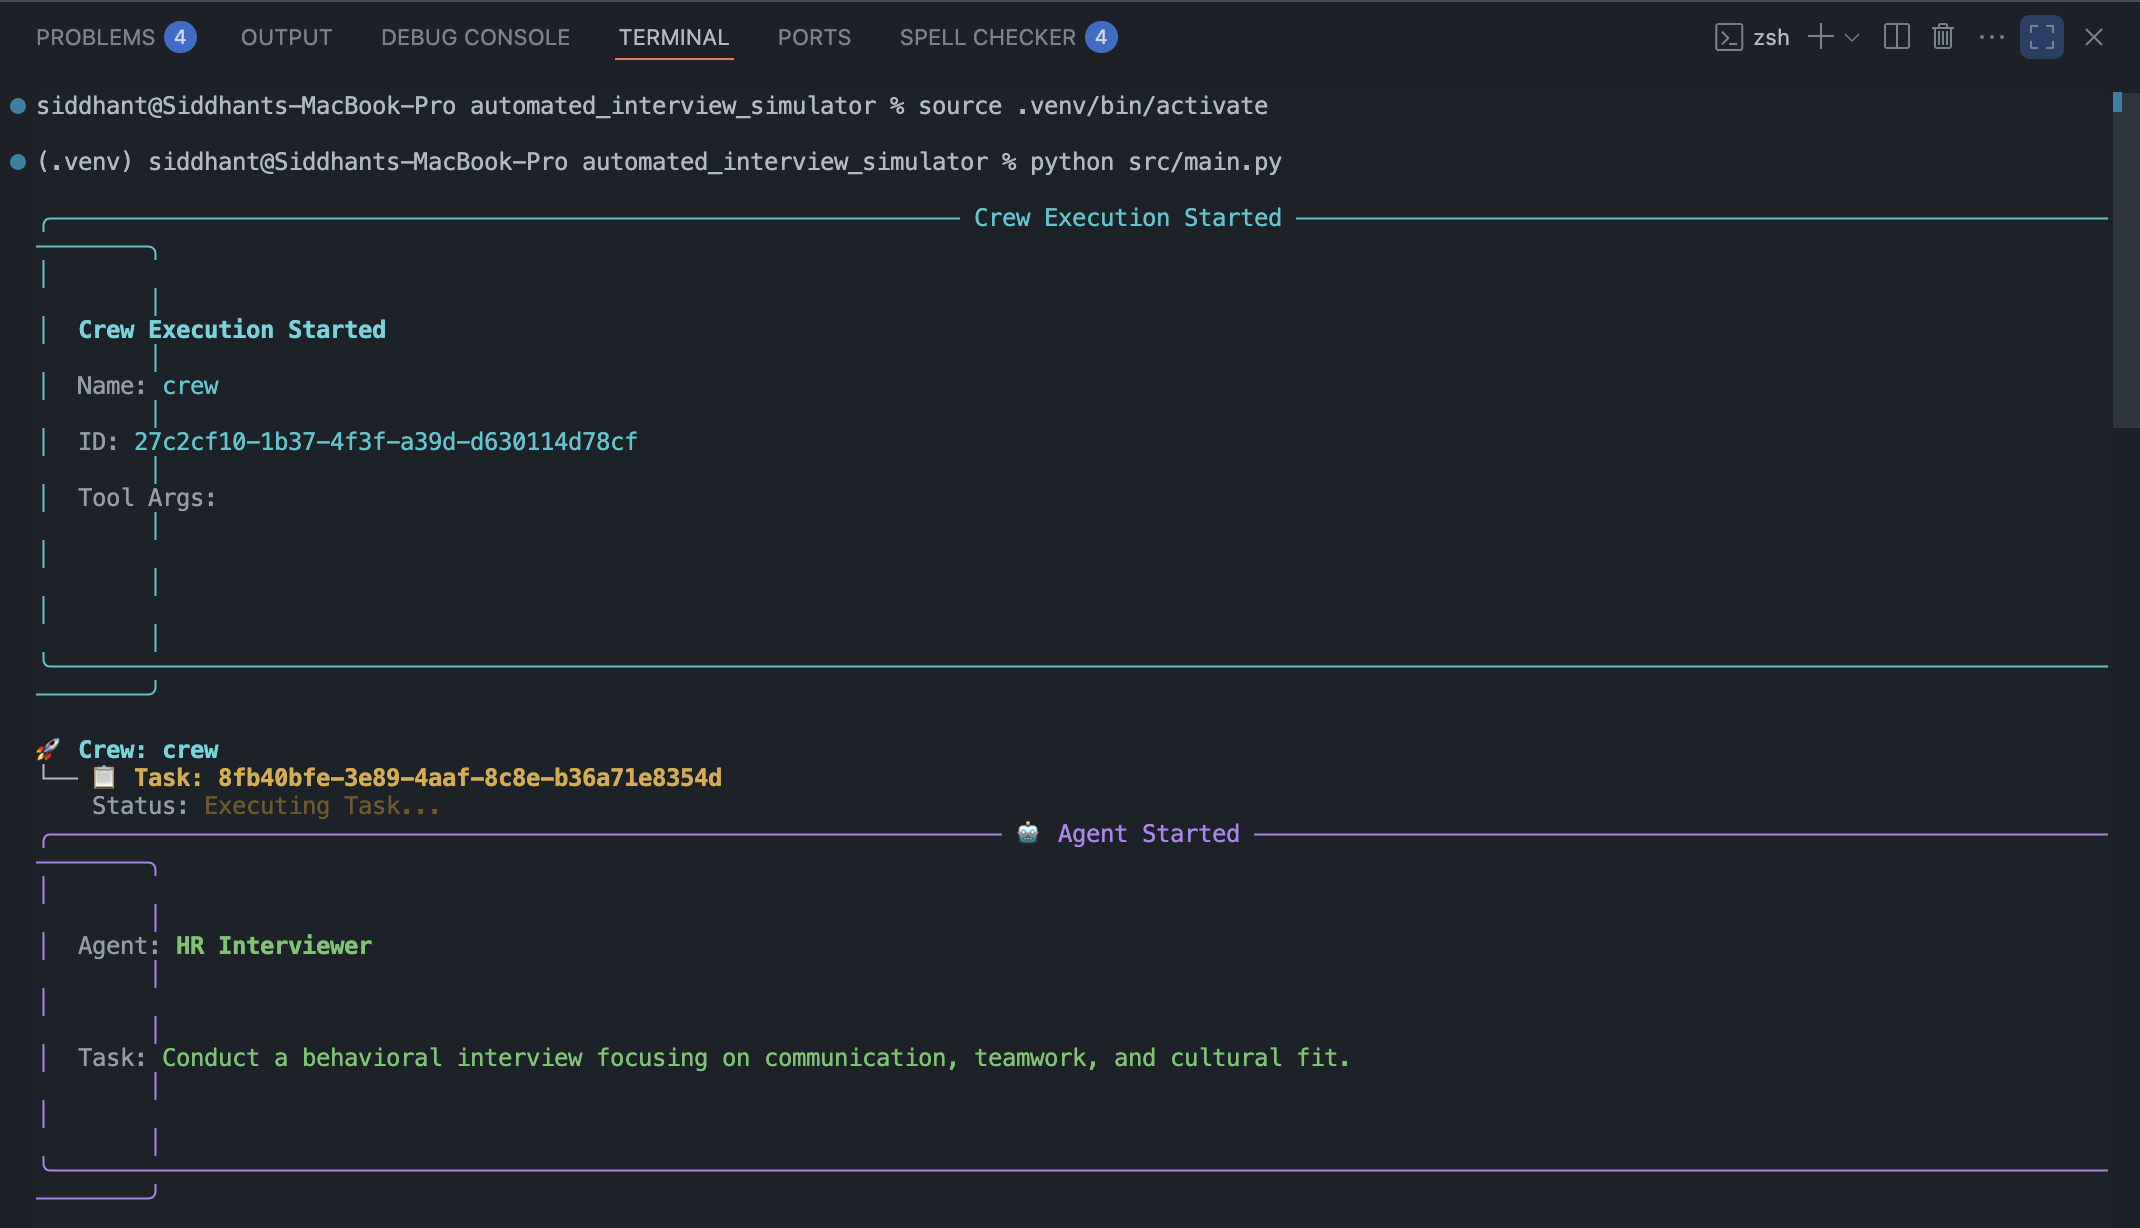 PROBLEMS 4 OUTPUT DEBUG CONSOLE TERMINAL PORTS SPELL CHECKER 4 zsh
siddhant@Siddhants-MacBook-Pro automated_interview_simulator % source .venv/bin/activate
(.venv) siddhant@Siddhants-MacBook-Pro automated_interview_simulator % python src/main.py
Crew Execution Started
Crew Execution Started
Name: crew
ID: 27c2cf10-1b37-4f3f-a39d-d630114d78cf
Tool Args:
🚀 Crew: crew
📋 Task: 8fb40bfe-3e89-4aaf-8c8e-b36a71e8354d
Status: Executing Task...
🤖 Agent Started
Agent: HR Interviewer
Task: Conduct a behavioral interview focusing on communication, teamwork, and cultural fit.